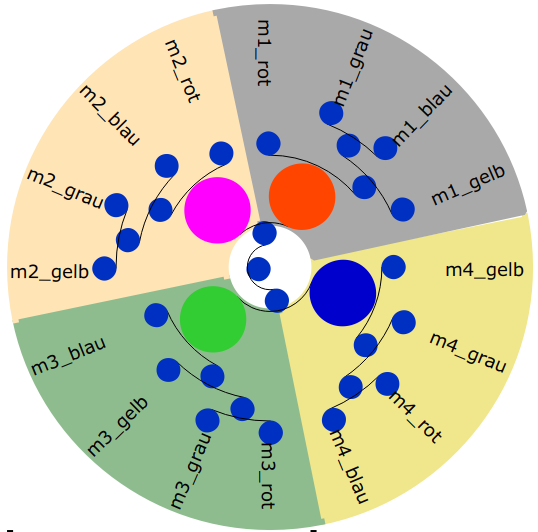 m1_rot
m1_grau
m1_blau
m1_gelb
m2_rot
m2_blau
m2_grau
m2_gelb
m3_blau
m3_gelb
m3_grau
m3_rot
m4_gelb
m4_grau
m4_rot
m4_blau